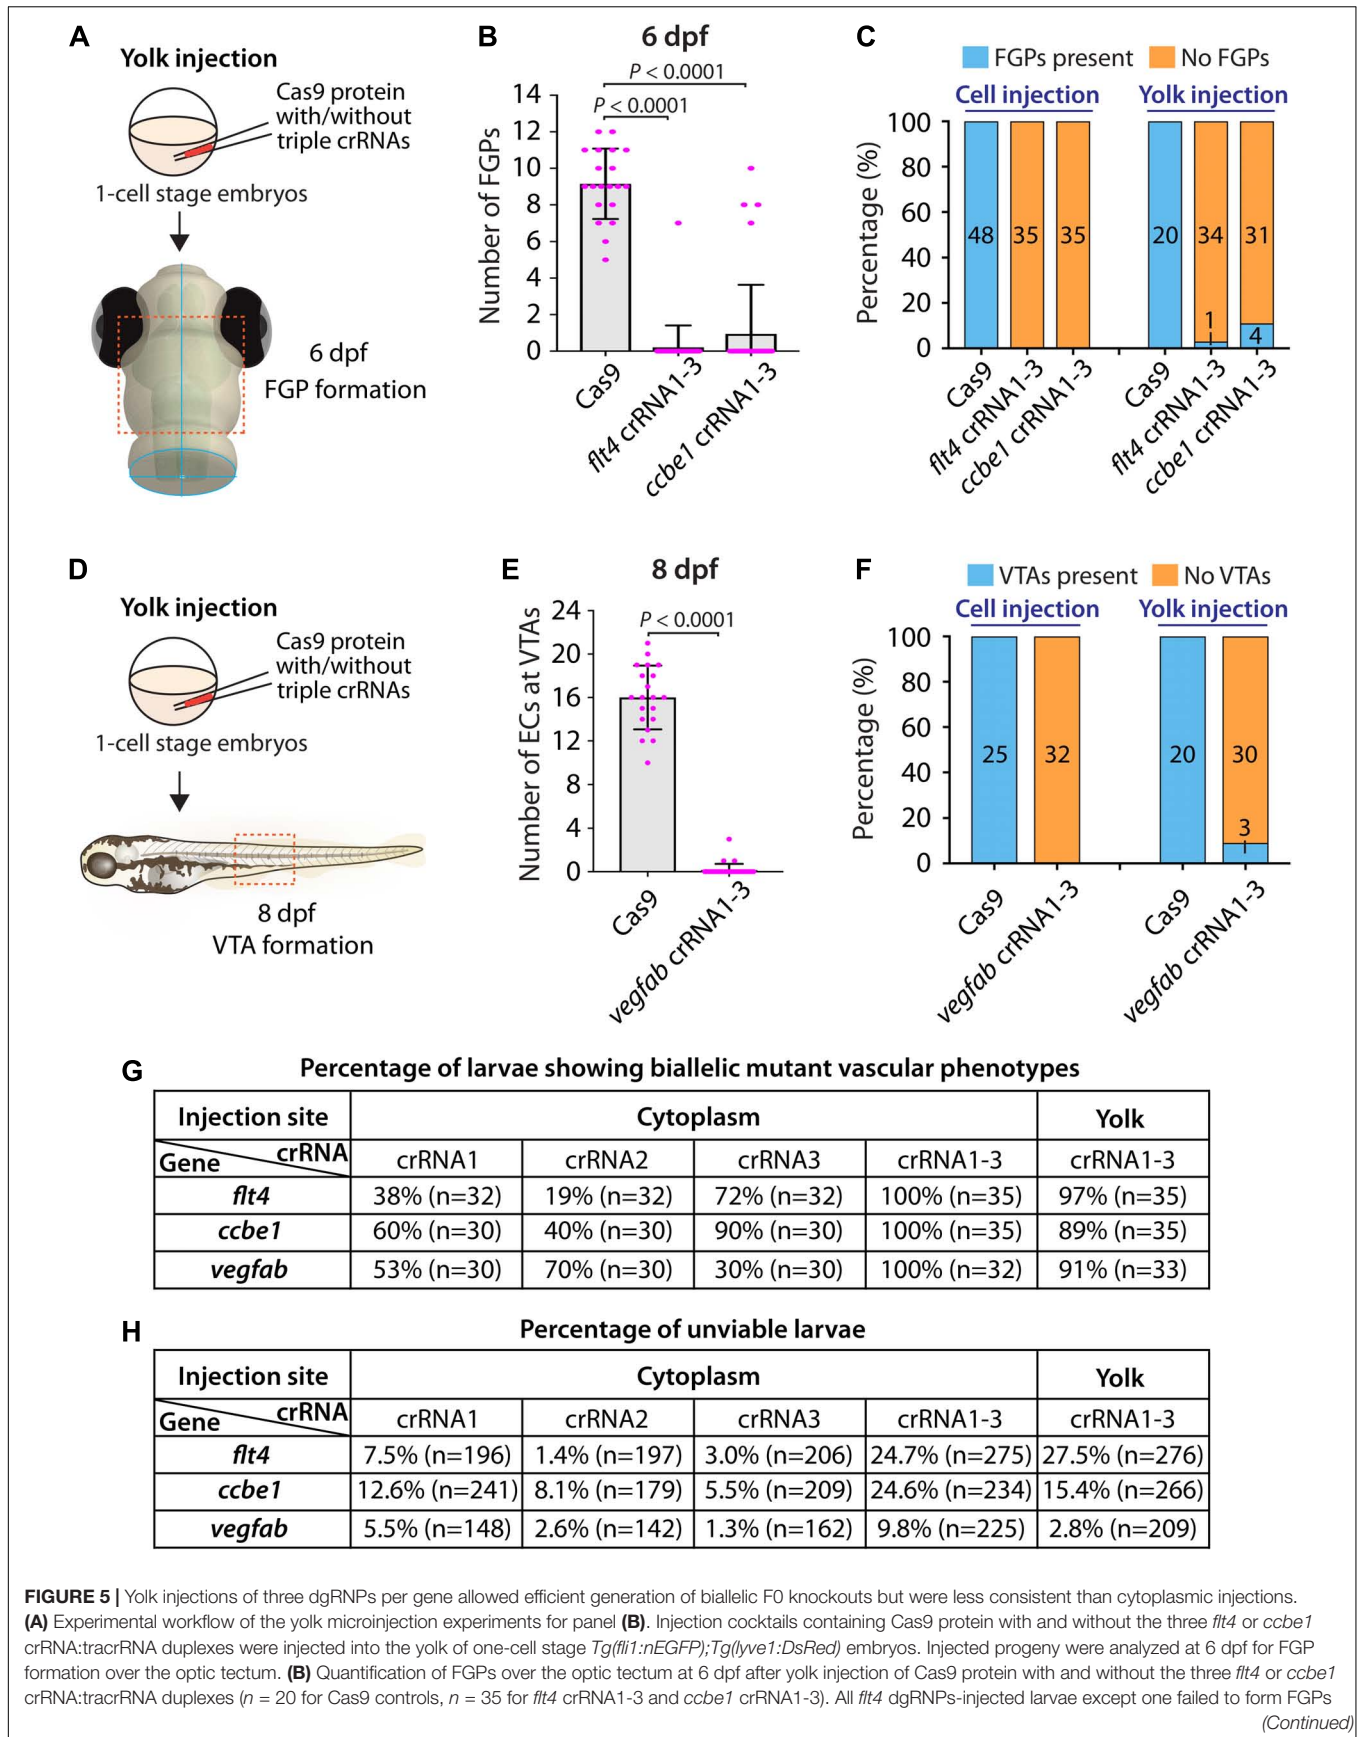 A
Yolk injection
Cas9 protein
with/without
triple crRNAs
1-cell stage embryos
6 dpf
FGP formation
B
6 dpf
P < 0.0001
P < 0.0001
Number of FGPs
14
12
10
8
6
4
2
0
Cas9
flt4 crRNA1-3
ccbe1 crRNA1-3
C
FGPs present
No FGPs
Cell injection
Yolk injection
Percentage (%)
100
80
60
40
20
0
48
35
35
20
34
31
1
4
Cas9
flt4 crRNA1-3
ccbe1 crRNA1-3
Cas9
flt4 crRNA1-3
ccbe1 crRNA1-3
D
Yolk injection
Cas9 protein
with/without
triple crRNAs
1-cell stage embryos
8 dpf
VTA formation
E
8 dpf
P < 0.0001
Number of ECs at VTAs
24
20
16
12
8
4
0
Cas9
vegfab crRNA1-3
F
VTAs present
No VTAs
Cell injection
Yolk injection
Percentage (%)
100
80
60
40
20
0
25
32
20
30
3
Cas9
vegfab crRNA1-3
Cas9
vegfab crRNA1-3
G
Percentage of larvae showing biallelic mutant vascular phenotypes
Injection site Cytoplasm Yolk
Gene crRNA crRNA1 crRNA2 crRNA3 crRNA1-3 crRNA1-3
flt4 38% (n=32) 19% (n=32) 72% (n=32) 100% (n=35) 97% (n=35)
ccbe1 60% (n=30) 40% (n=30) 90% (n=30) 100% (n=35) 89% (n=35)
vegfab 53% (n=30) 70% (n=30) 30% (n=30) 100% (n=32) 91% (n=33)
H
Percentage of unviable larvae
Injection site Cytoplasm Yolk
Gene crRNA crRNA1 crRNA2 crRNA3 crRNA1-3 crRNA1-3
flt4 7.5% (n=196) 1.4% (n=197) 3.0% (n=206) 24.7% (n=275) 27.5% (n=276)
ccbe1 12.6% (n=241) 8.1% (n=179) 5.5% (n=209) 24.6% (n=234) 15.4% (n=266)
vegfab 5.5% (n=148) 2.6% (n=142) 1.3% (n=162) 9.8% (n=225) 2.8% (n=209)
FIGURE 5 | Yolk injections of three dgRNPs per gene allowed efficient generation of biallelic F0 knockouts but were less consistent than cytoplasmic injections.
(A) Experimental workflow of the yolk microinjection experiments for panel (B). Injection cocktails containing Cas9 protein with and without the three flt4 or ccbe1
crRNA:tracrRNA duplexes were injected into the yolk of one-cell stage Tg(fli1:nEGFP);Tg(lyve1:DsRed) embryos. Injected progeny were analyzed at 6 dpf for FGP
formation over the optic tectum. (B) Quantification of FGPs over the optic tectum at 6 dpf after yolk injection of Cas9 protein with and without the three flt4 or ccbe1
crRNA:tracrRNA duplexes (n = 20 for Cas9 controls, n = 35 for flt4 crRNA1-3 and ccbe1 crRNA1-3). All flt4 dgRNPs-injected larvae except one failed to form FGPs
(Continued)